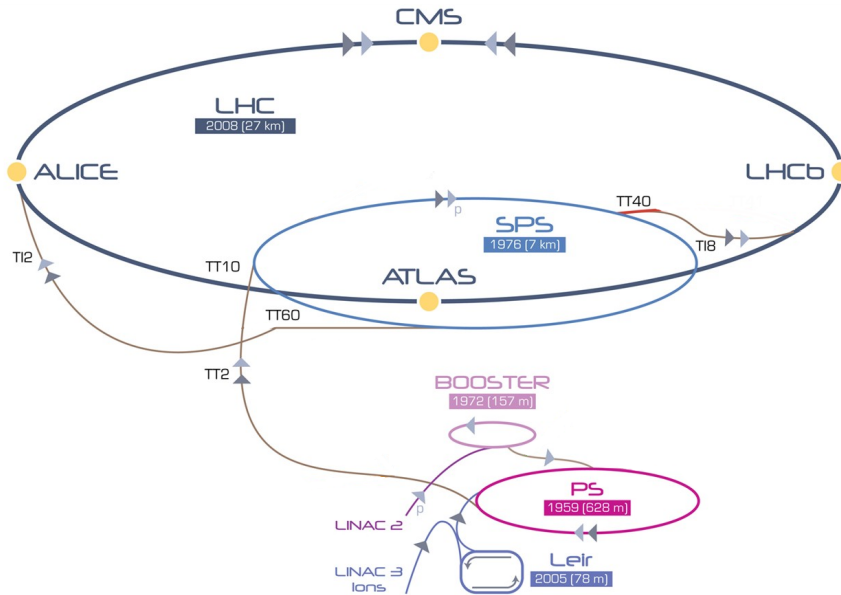 CMS
LHC
2008 (27 km)
ALICE
LHCb
TT40
p
SPS
1976 (7 km)
TI8
TI2
TT10
ATLAS
TT60
TT2
BOOSTER
1972 (157 m)
PS
1959 (628 m)
p
LINAC 2
LINAC 3
Ions
Leir
2005 (78 m)